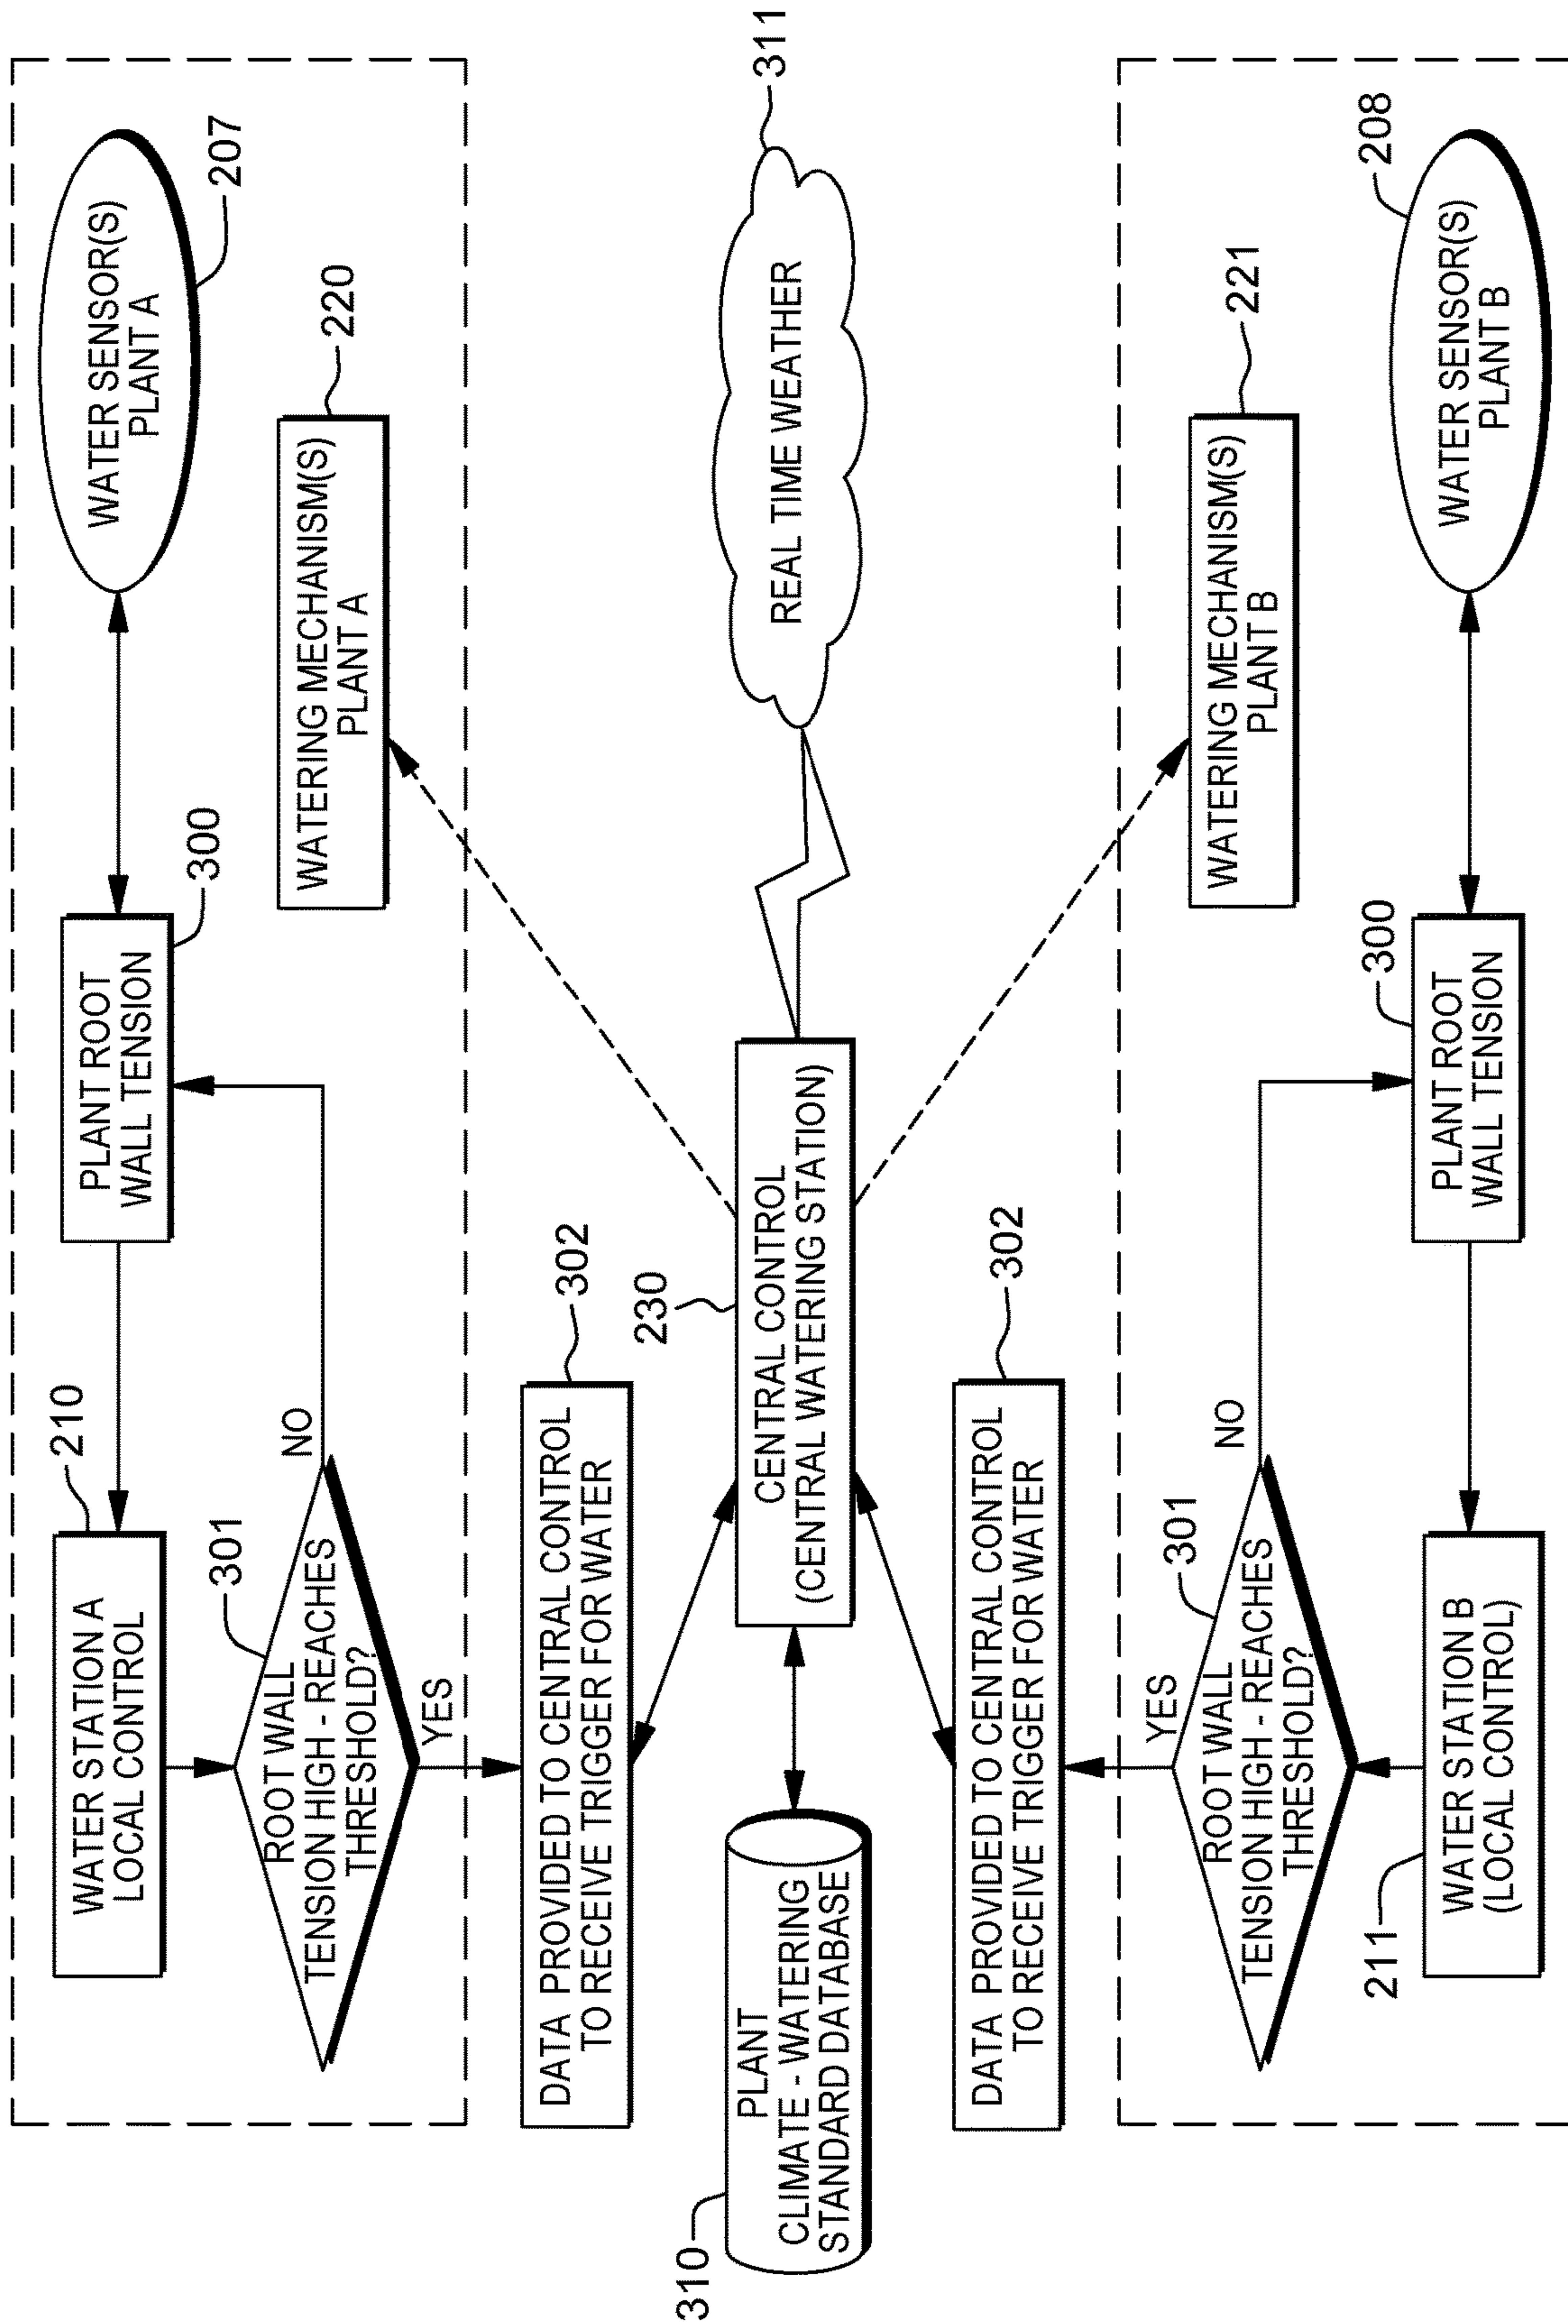 WATER STATION A
LOCAL CONTROL
210
PLANT ROOT
WALL TENSION
300
WATER SENSOR(S)
PLANT A
207
ROOT WALL
TENSION HIGH - REACHES
THRESHOLD?
301
NO
YES
WATERING MECHANISM(S)
PLANT A
220
DATA PROVIDED TO CENTRAL CONTROL
TO RECEIVE TRIGGER FOR WATER
302
PLANT
CLIMATE - WATERING
STANDARD DATABASE
310
230
CENTRAL CONTROL
(CENTRAL WATERING STATION)
REAL TIME WEATHER
311
DATA PROVIDED TO CENTRAL CONTROL
TO RECEIVE TRIGGER FOR WATER
302
YES
NO
301
ROOT WALL
TENSION HIGH - REACHES
THRESHOLD?
WATERING MECHANISM(S)
PLANT B
221
211
WATER STATION B
(LOCAL CONTROL)
300
PLANT ROOT
WALL TENSION
208
WATER SENSOR(S)
PLANT B